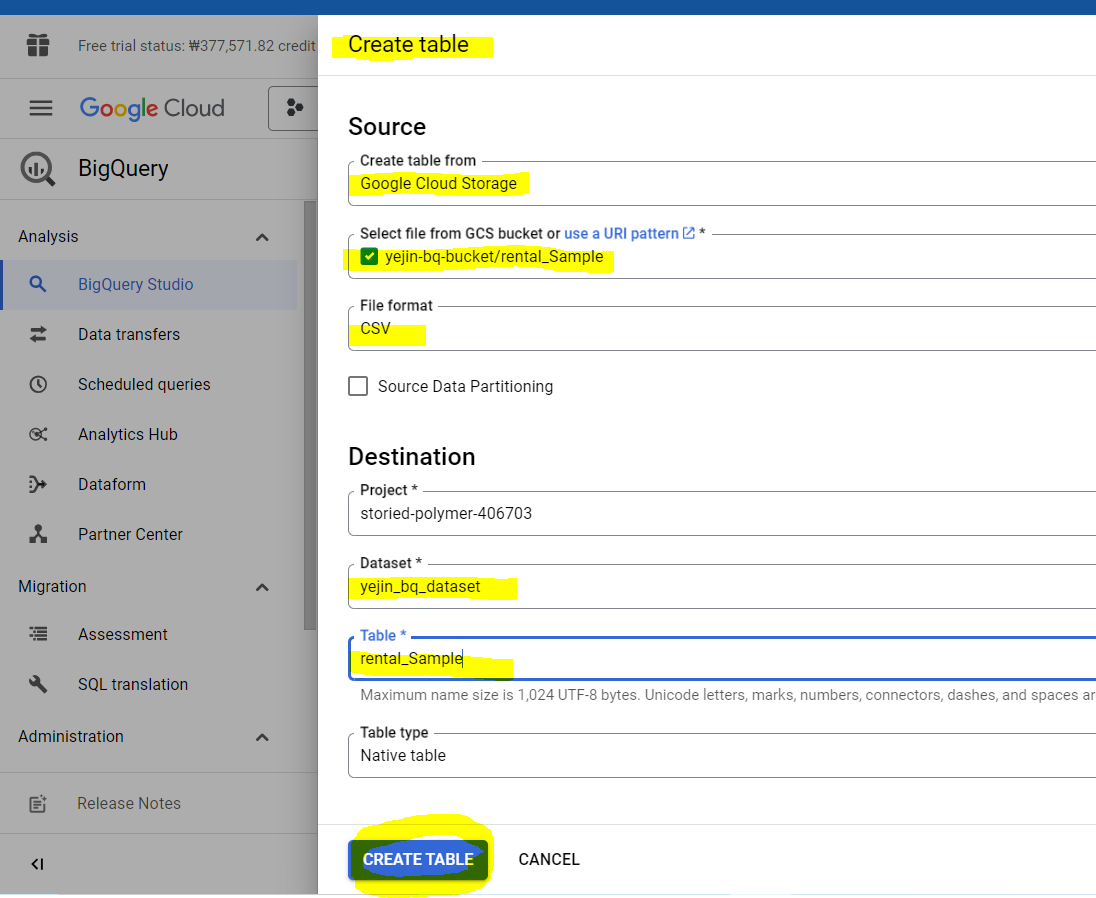 Free trial status: ₩377,571.82 credit
Google Cloud
BigQuery
Analysis
BigQuery Studio
Data transfers
Scheduled queries
Analytics Hub
Dataform
Partner Center
Migration
Assessment
SQL translation
Administration
Release Notes
Create table
Source
Create table from
Google Cloud Storage
Select file from GCS bucket or use a URI pattern *
yejin-bq-bucket/rental_Sample
File format
CSV
Source Data Partitioning
Destination
Project *
storied-polymer-406703
Dataset *
yejin_bq_dataset
Table *
rental_Sample
Maximum name size is 1,024 UTF-8 bytes. Unicode letters, marks, numbers, connectors, dashes, and spaces ar
Table type
Native table
CREATE TABLE CANCEL